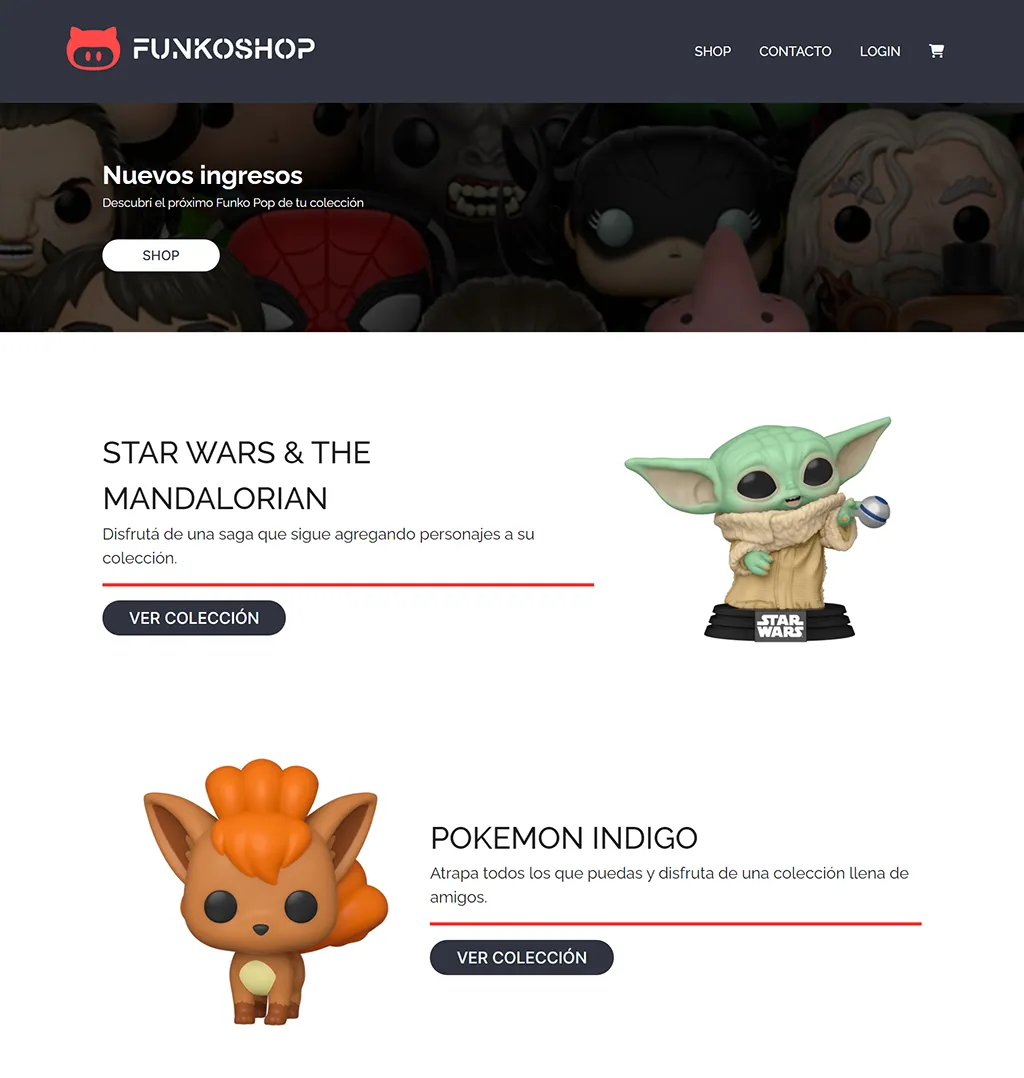 FUNKOSHOP
SHOP CONTACTO LOGIN
Nuevos ingresos
Descubrí el próximo Funko Pop de tu colección
SHOP
STAR WARS & THE
MANDALORIAN
Disfrutá de una saga que sigue agregando personajes a su
colección.
VER COLECCIÓN
STAR
WARS
POKEMON INDIGO
Atrapa todos los que puedas y disfruta de una colección llena de
amigos.
VER COLECCIÓN